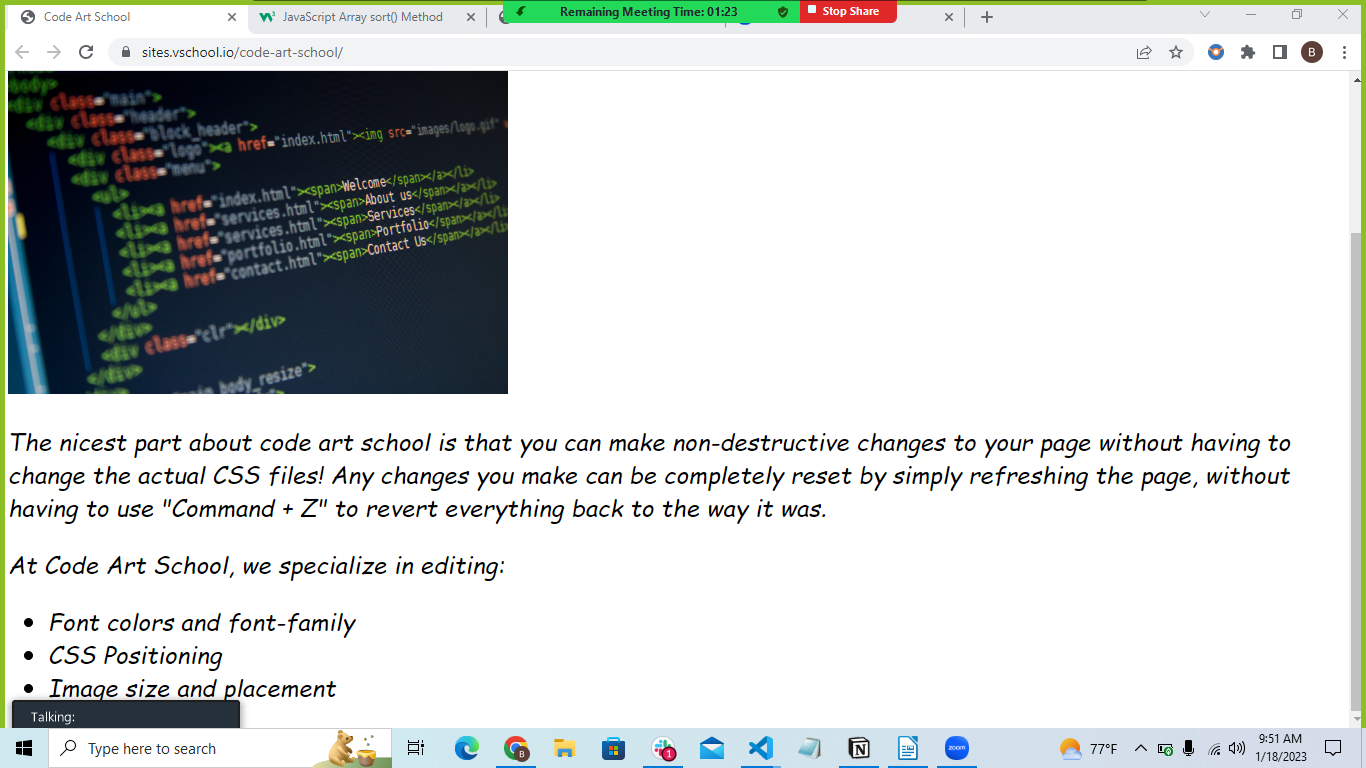 Code Art School
JavaScript Array sort() Method
Remaining Meeting Time: 01:23
Stop Share
sites.vschool.io/code-art-school/
B
body>
<div class="main">
<div class="header">
<div class="block_header">
<div class="logo"><a href="index.html"><img src="images/logo.gif"
<div class="menu">
<ul>
<li><a href="index.html"><span>Welcome</span></a></li>
<li><a href="services.html"><span>About us</span></a></li>
<li><a href="services.html"><span>Services</span></a></li>
<li><a href="portfolio.html"><span>Portfolio</span></a></li>
<li><a href="contact.html"><span>Contact Us</span></a></li>
</ul>
</div>
<div class="clr"></div>
</div>
body_resize">
The nicest part about code art school is that you can make non-destructive changes to your page without having to
change the actual CSS files! Any changes you make can be completely reset by simply refreshing the page, without
having to use "Command + Z" to revert everything back to the way it was.
At Code Art School, we specialize in editing:
• Font colors and font-family
• CSS Positioning
• Image size and placement
Talking:
Type here to search
B
1
zoom
77°F
9:51 AM
1/18/2023